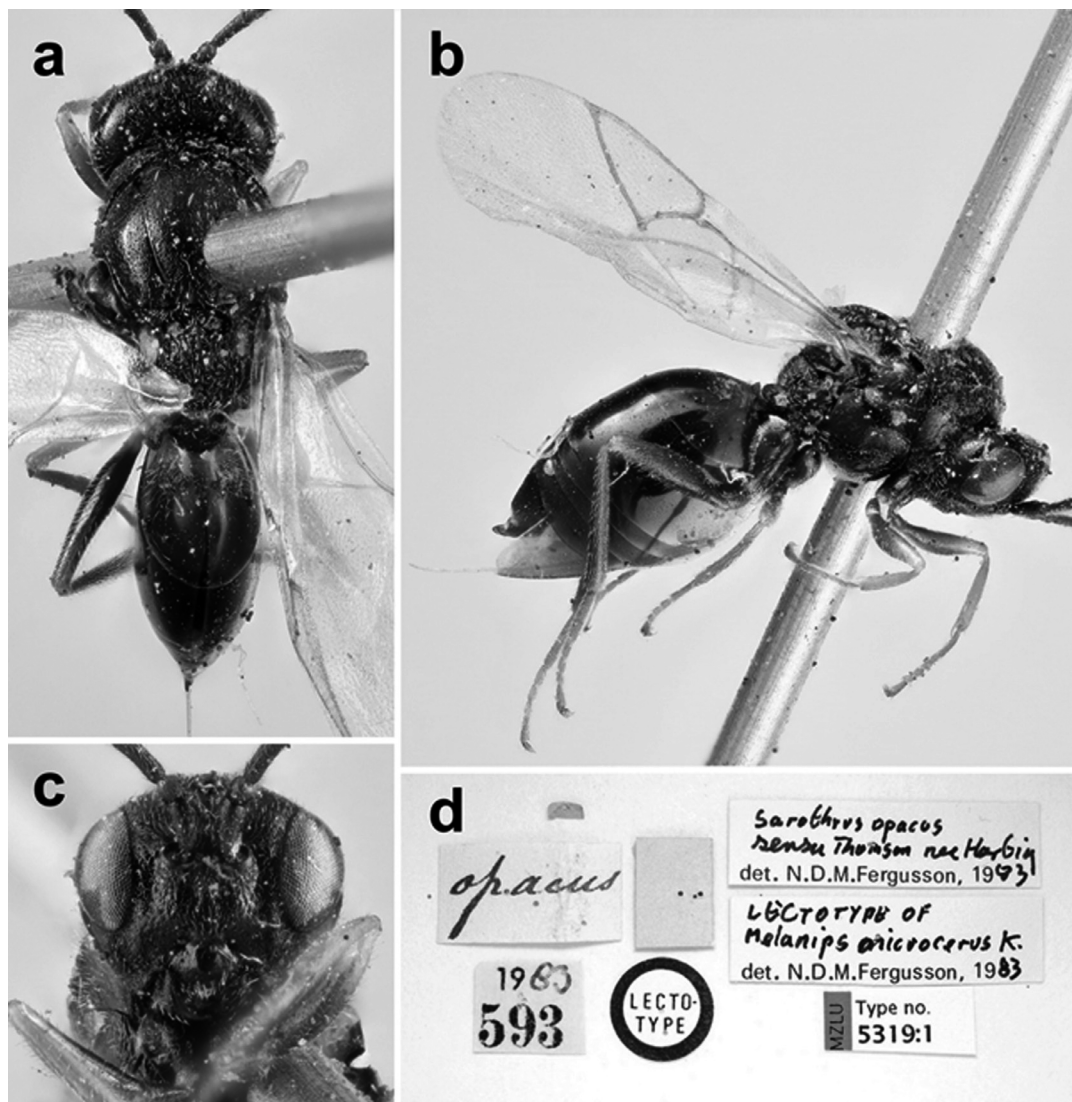 a
b
c
d
opacus
Sarothrus opacus
sensu Thomson nec Hartig
det. N.D.M.Fergusson, 1983
LECTOTYPE OF
Melanips microcerus K.
det. N.D.M.Fergusson, 1983
1983
593
LECTO-
TYPE
MZLU
Type no.
5319:1